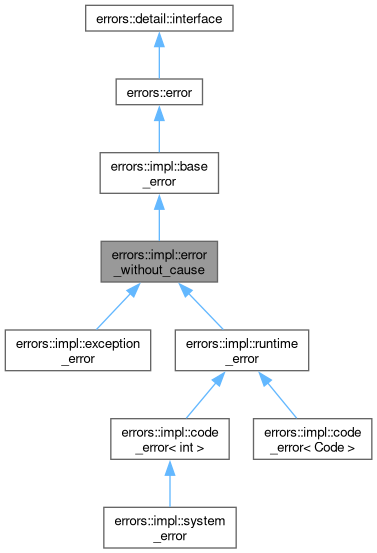 errors::detail::interface
errors::error
errors::impl::base
_error
errors::impl::error
_without_cause
errors::impl::exception
_error
errors::impl::runtime
_error
errors::impl::code
_error< int >
errors::impl::code
_error< Code >
errors::impl::system
_error